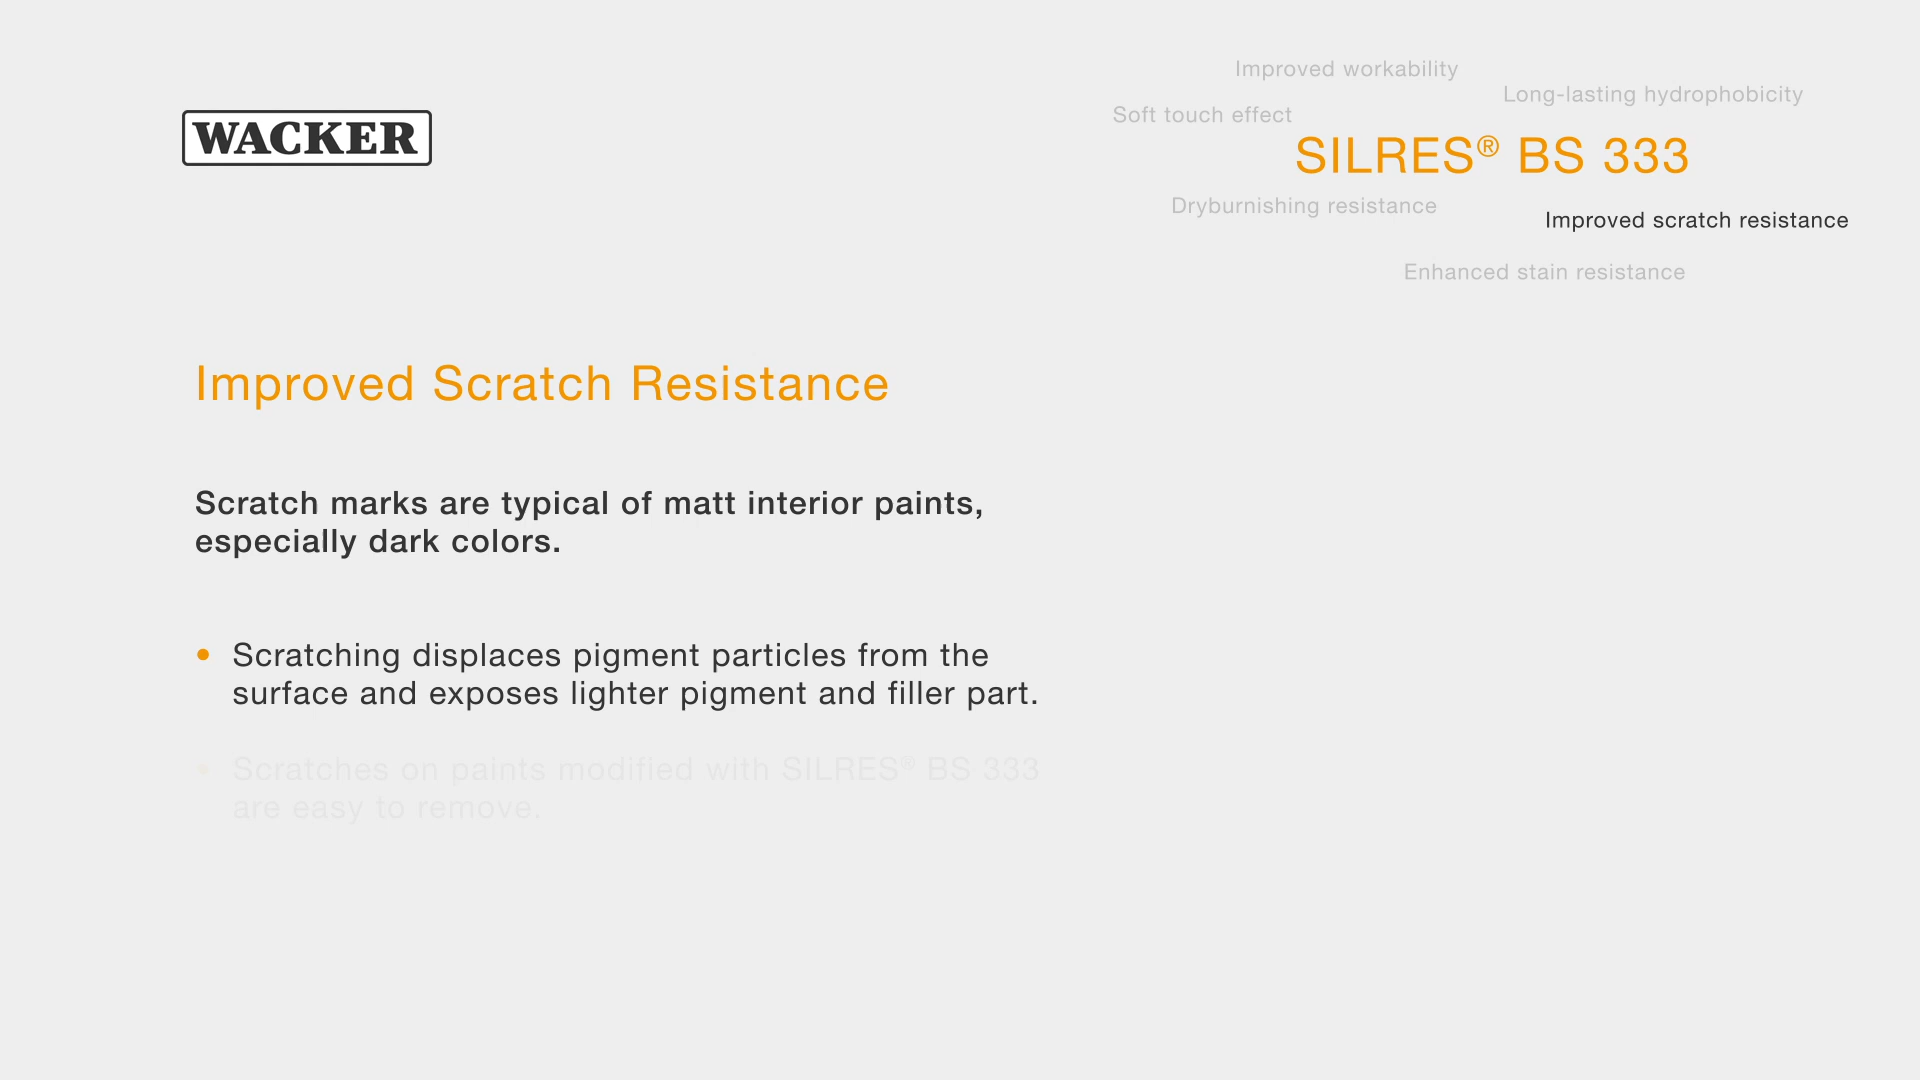 WACKER
Improved workability
Long-lasting hydrophobicity
Soft touch effect
SILRES® BS 333
Dryburnishing resistance
Improved scratch resistance
Enhanced stain resistance
Improved Scratch Resistance
Scratch marks are typical of matt interior paints,
especially dark colors.
• Scratching displaces pigment particles from the
surface and exposes lighter pigment and filler part.
• Scratches on paints modified with SILRES® BS 333
are easy to remove.